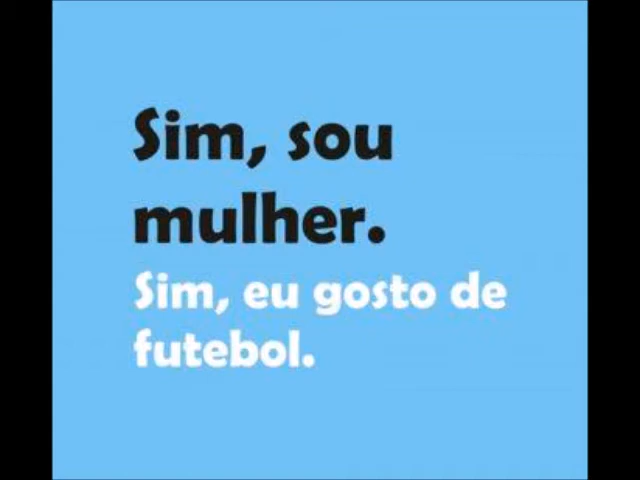 Sim, sou
mulher.
Sim, eu gosto de
futebol.